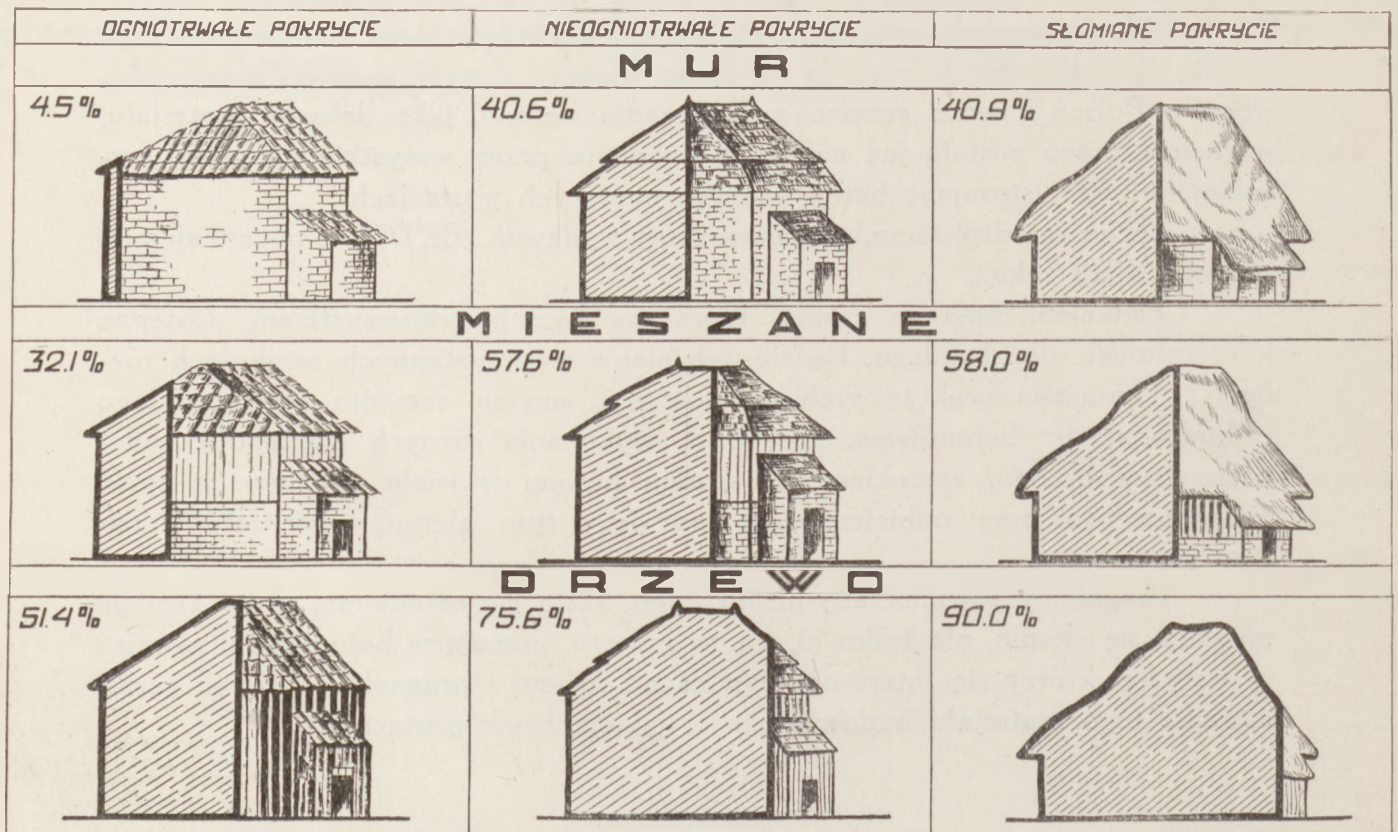 OGNIOTRWAŁE POKRYCIE NIEOGNIOTRWAŁE POKRYCIE SŁOMIANE POKRYCIE
MUR
4.5% 40.6% 40.9%
MIESZANE
32.1% 57.6% 58.0%
DRZEWO
51.4% 75.6% 90.0%